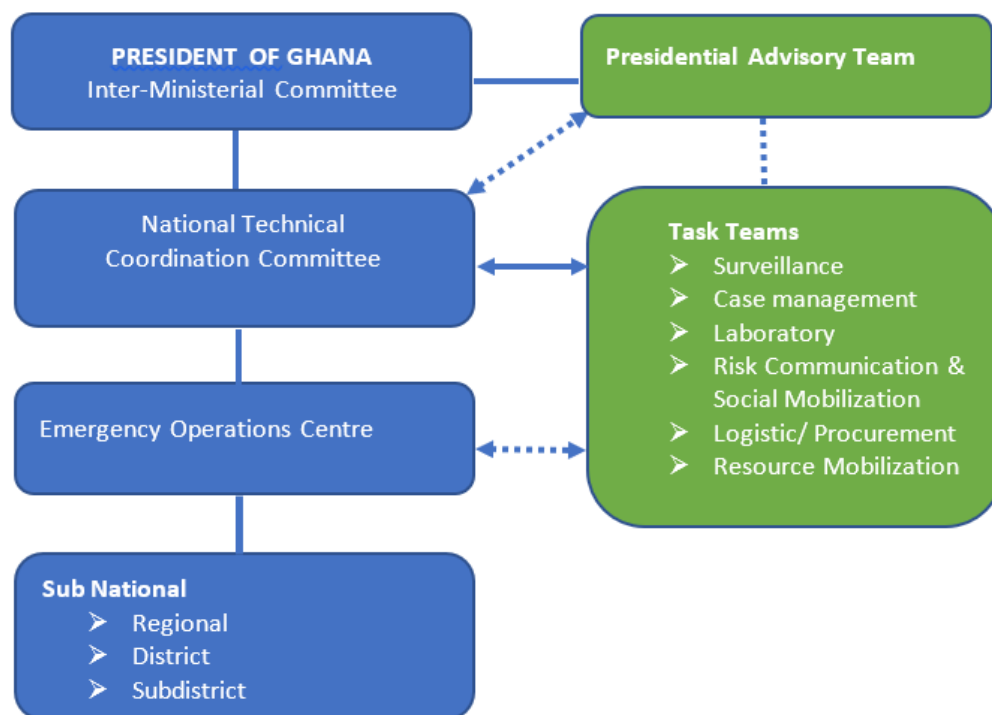 PRESIDENT OF GHANA
Inter-Ministerial Committee
Presidential Advisory Team
National Technical
Coordination Committee
Task Teams
➢ Surveillance
➢ Case management
➢ Laboratory
➢ Risk Communication &
Social Mobilization
➢ Logistic/ Procurement
➢ Resource Mobilization
Emergency Operations Centre
Sub National
➢ Regional
➢ District
➢ Subdistrict